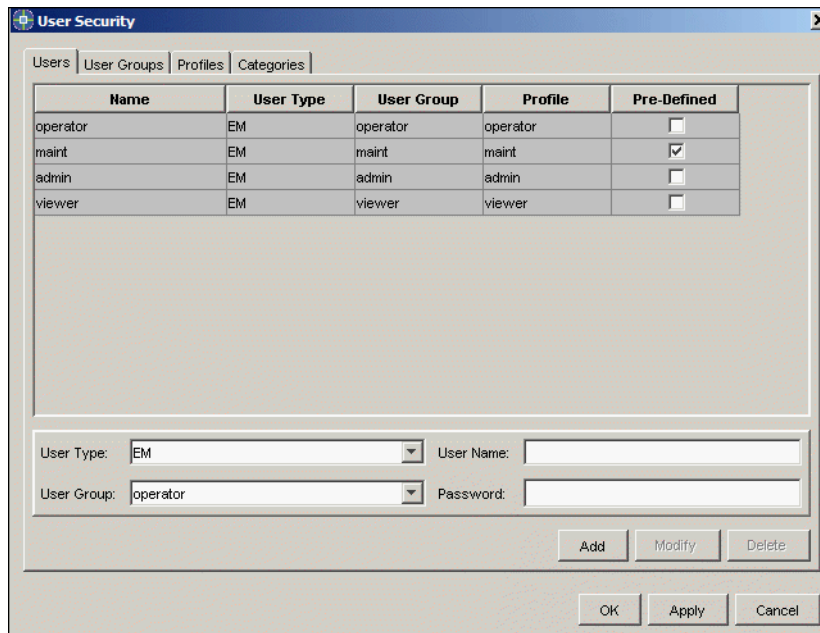 User Security
Users User Groups Profiles Categories
Name User Type User Group Profile Pre-Defined
operator EM operator operator
maint EM maint maint
admin EM admin admin
viewer EM viewer viewer
User Type: EM User Name:
User Group: operator Password:
Add Modify Delete
OK Apply Cancel